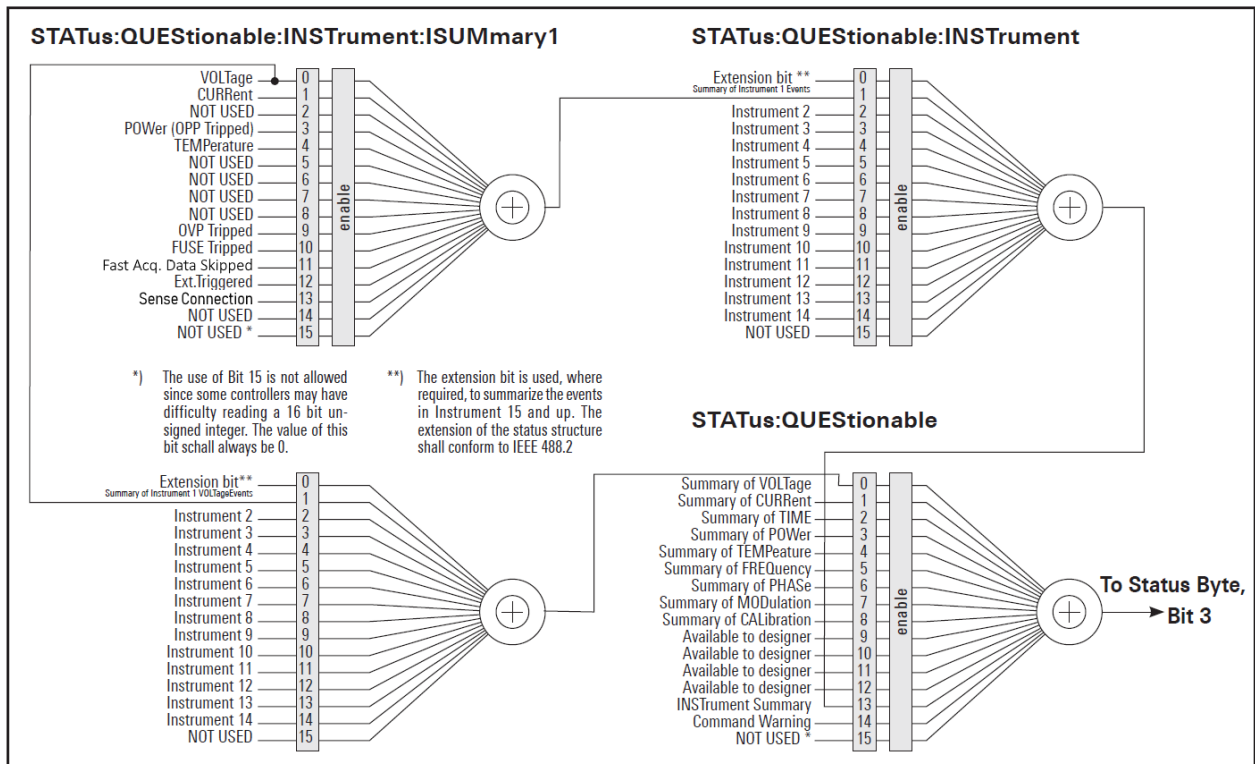 STATus:QUEStionable:INSTrument:ISUMmary1
VOLTage 0
CURRent 1
NOT USED 2
POWer (OPP Tripped) 3
TEMPerature 4
NOT USED 5
NOT USED 6
NOT USED 7
NOT USED 8
OVP Tripped 9
FUSE Tripped 10
Fast Acq. Data Skipped 11
Ext.Triggered 12
Sense Connection 13
NOT USED 14
NOT USED * 15
enable
STATus:QUEStionable:INSTrument
Extension bit ** 0
Summary of Instrument 1 Events 1
Instrument 2 2
Instrument 3 3
Instrument 4 4
Instrument 5 5
Instrument 6 6
Instrument 7 7
Instrument 8 8
Instrument 9 9
Instrument 10 10
Instrument 11 11
Instrument 12 12
Instrument 13 13
Instrument 14 14
NOT USED 15
enable
*) The use of Bit 15 is not allowed
since some controllers may have
difficulty reading a 16 bit un-
signed integer. The value of this
bit schall always be 0.
**) The extension bit is used, where
required, to summarize the events
in Instrument 15 and up. The
extension of the status structure
shall conform to IEEE 488.2
Extension bit** 0
Summary of Instrument 1 VOLTageEvents 1
Instrument 2 2
Instrument 3 3
Instrument 4 4
Instrument 5 5
Instrument 6 6
Instrument 7 7
Instrument 8 8
Instrument 9 9
Instrument 10 10
Instrument 11 11
Instrument 12 12
Instrument 13 13
Instrument 14 14
NOT USED 15
STATus:QUEStionable
Summary of VOLTage 0
Summary of CURRent 1
Summary of TIME 2
Summary of POWer 3
Summary of TEMPeature 4
Summary of FREQuency 5
Summary of PHASe 6
Summary of MODulation 7
Summary of CALibration 8
Available to designer 9
Available to designer 10
Available to designer 11
Available to designer 12
INSTrument Summary 13
Command Warning 14
NOT USED * 15
enable
To Status Byte,
Bit 3